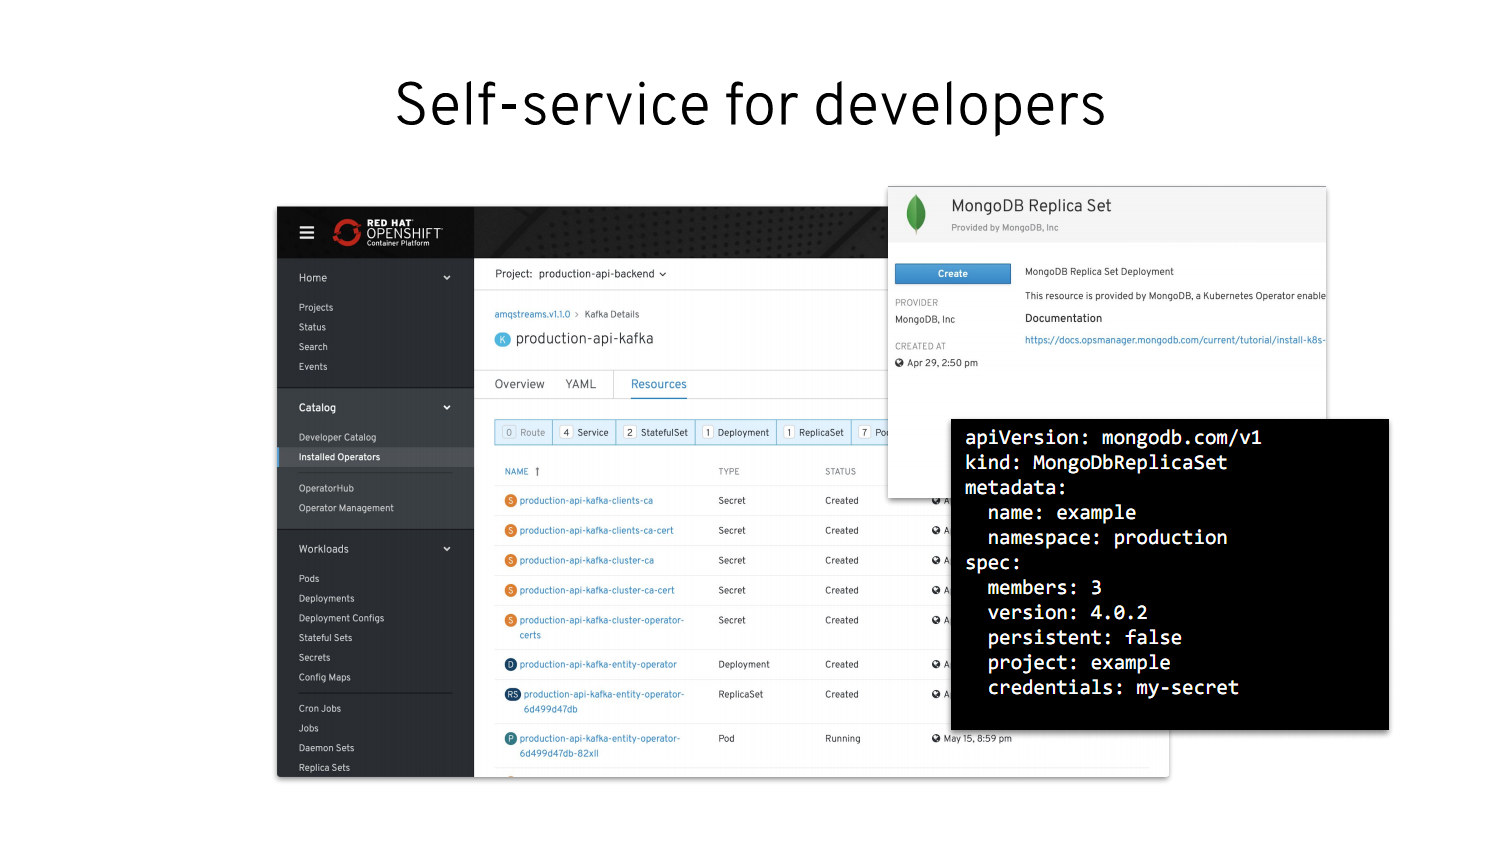 Self-service for developers
RED HAT
OPENSHIFT
Container Platform
Home
Projects
Status
Search
Events
Catalog
Developer Catalog
Installed Operators
OperatorHub
Operator Management
Workloads
Pods
Deployments
Deployment Configs
Stateful Sets
Secrets
Config Maps
Cron Jobs
Jobs
Daemon Sets
Replica Sets
Project: production-api-backend
amqstreams.v1.1.0 > Kafka Details
K production-api-kafka
Overview YAML Resources
0 Route 4 Service 2 StatefulSet 1 Deployment 1 ReplicaSet 7
NAME ↑ TYPE STATUS
S production-api-kafka-clients-ca Secret Created
S production-api-kafka-clients-ca-cert Secret Created
S production-api-kafka-cluster-ca Secret Created
S production-api-kafka-cluster-ca-cert Secret Created
S production-api-kafka-cluster-operator- Secret Created
certs
D production-api-kafka-entity-operator Deployment Created
RS production-api-kafka-entity-operator- ReplicaSet Created
6d499d47db
P production-api-kafka-entity-operator- Pod Running May 15, 8:59 pm
6d499d47db-82xll
MongoDB Replica Set
Provided by MongoDB, Inc
Create
PROVIDER
MongoDB, Inc
CREATED AT
Apr 29, 2:50 pm
MongoDB Replica Set Deployment
This resource is provided by MongoDB, a Kubernetes Operator enable
Documentation
https://docs.opsmanager.mongodb.com/current/tutorial/install-k8s-
apiVersion: mongodb.com/v1
kind: MongoDbReplicaSet
metadata:
name: example
namespace: production
spec:
members: 3
version: 4.0.2
persistent: false
project: example
credentials: my-secret